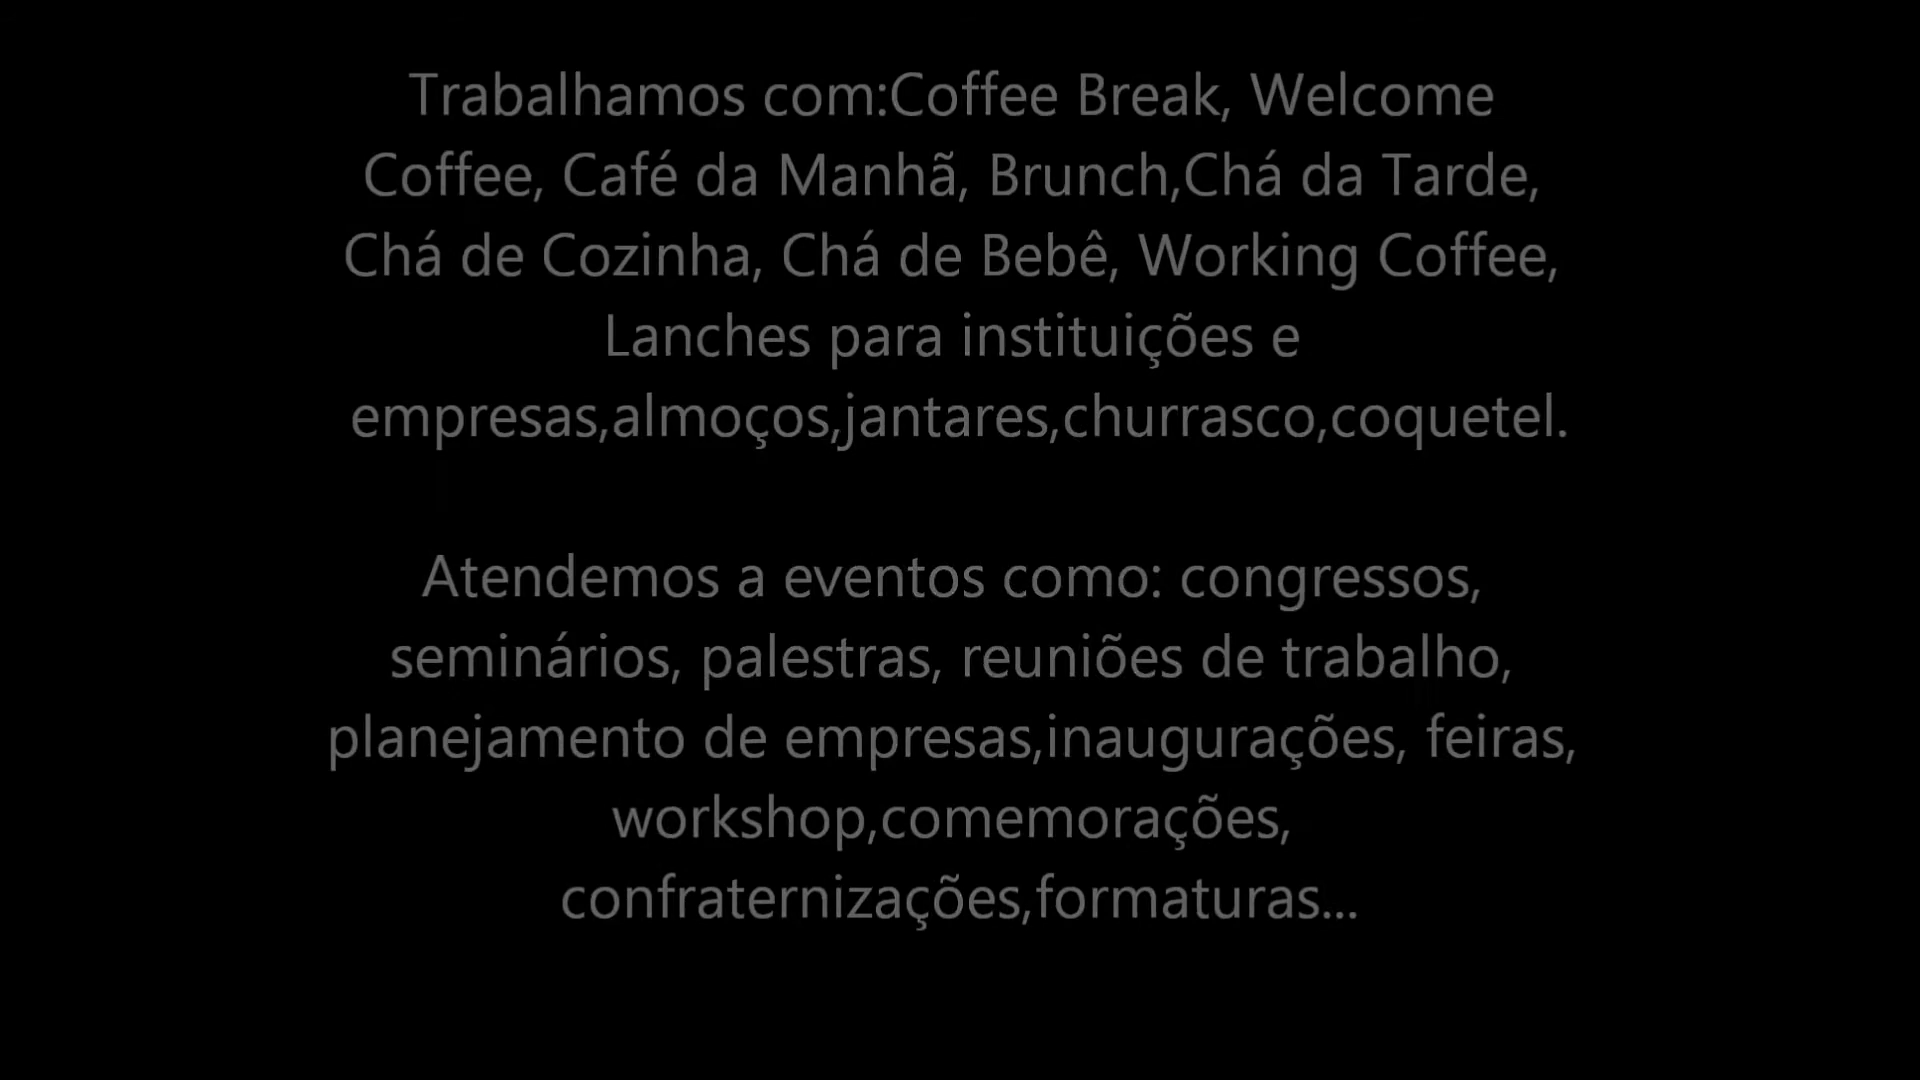 Trabalhamos com:Coffee Break, Welcome
Coffee, Café da Manhã, Brunch,Chá da Tarde,
Chá de Cozinha, Chá de Bebê, Working Coffee,
Lanches para instituições e
empresas,almoços,jantares,churrasco,coquetel.
Atendemos a eventos como: congressos,
seminários, palestras, reuniões de trabalho,
planejamento de empresas,inaugurações, feiras,
workshop,comemorações,
confraternizações,formaturas...